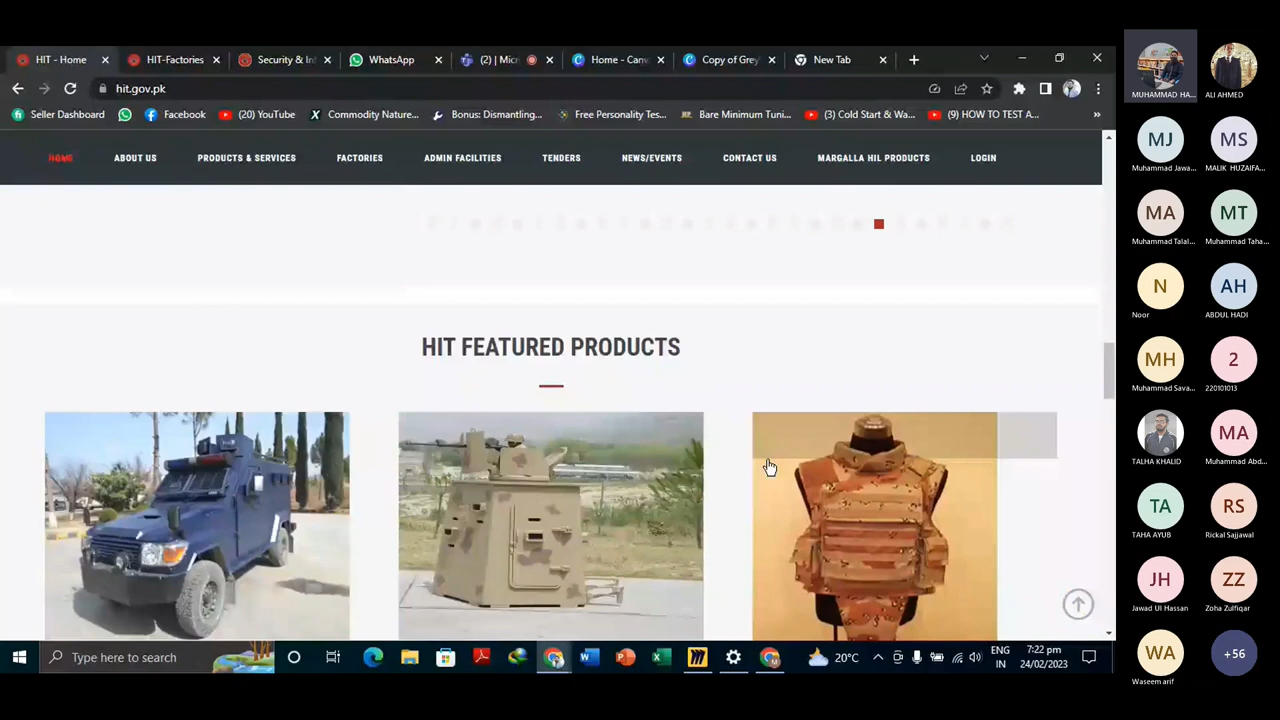 HIT - Home
HIT-Factories
Security & In
WhatsApp
(2) | Micr
Home - Canv
Copy of Grey
New Tab
hit.gov.pk
Seller Dashboard
Facebook
(20) YouTube
Commodity Nature...
Bonus: Dismantling...
Free Personality Tes...
Bare Minimum Tuni...
(3) Cold Start & Wa...
(9) HOW TO TEST A...
HOME
ABOUT US
PRODUCTS & SERVICES
FACTORIES
ADMIN FACILITIES
TENDERS
NEWS/EVENTS
CONTACT US
MARGALLA HIL PRODUCTS
LOGIN
HIT FEATURED PRODUCTS
Type here to search
20°C
ENG
IN
7:22 pm
24/02/2023
MUHAMMAD HA...
ALI AHMED
MJ
Muhammad Jawa...
MS
MALIK HUZAIFA...
MA
Muhammad Talal...
MT
Muhammad Taha...
N
Noor
AH
ABDUL HADI
MH
Muhammad Sava...
2
220101013
TALHA KHALID
MA
Muhammad Abd...
TA
TAHA AYUB
RS
Rickal Sajjawal
JH
Jawad Ul Hassan
ZZ
Zoha Zulfiqar
WA
Waseem arif
+56